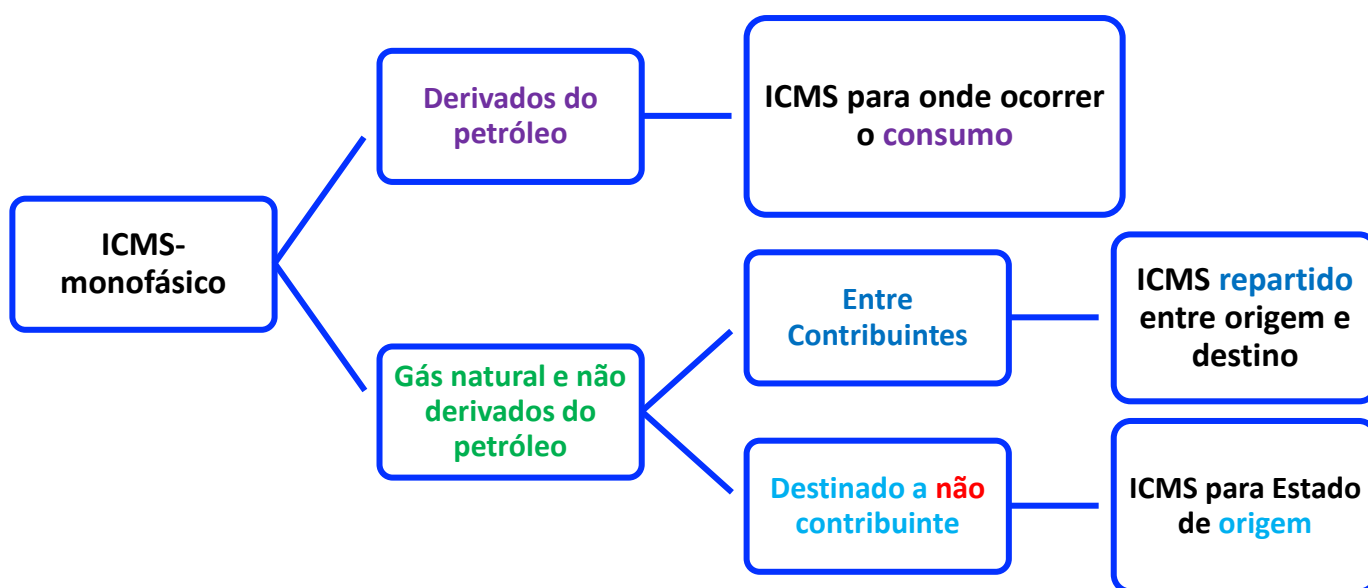 ICMS-
monofásico
Derivados do
petróleo
ICMS para onde ocorrer
o consumo
Gás natural e não
derivados do
petróleo
Entre
Contribuintes
ICMS repartido
entre origem e
destino
Destinado a não
contribuinte
ICMS para Estado
de origem